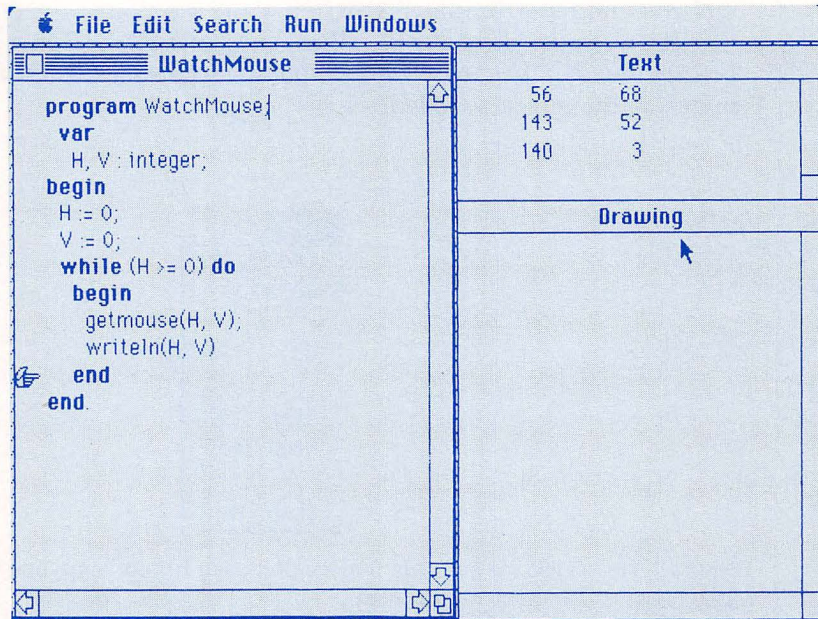 File Edit Search Run Windows
WatchMouse
program WatchMouse;
var
H, V : integer;
begin
H := 0;
V := 0;
while (H >= 0) do
begin
getmouse(H, V);
writeln(H, V)
end
end.
Text
56 68
143 52
140 3
Drawing